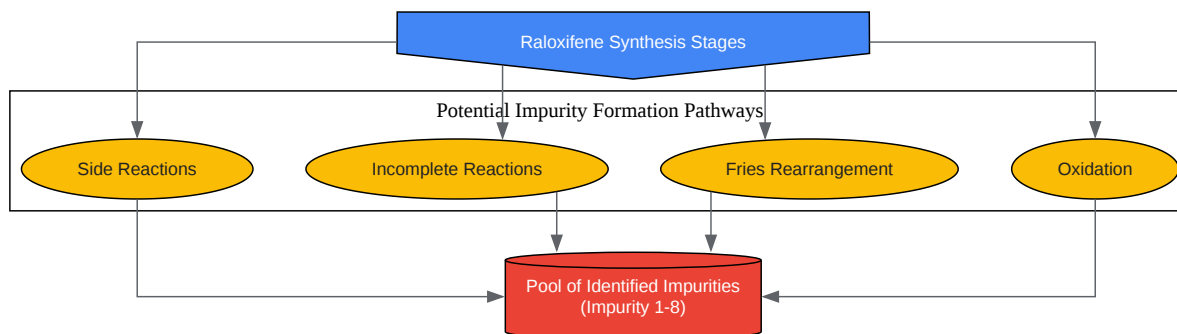 Raloxifene Synthesis Stages
Potential Impurity Formation Pathways
Side Reactions
Incomplete Reactions
Fries Rearrangement
Oxidation
Pool of Identified Impurities
(Impurity 1-8)